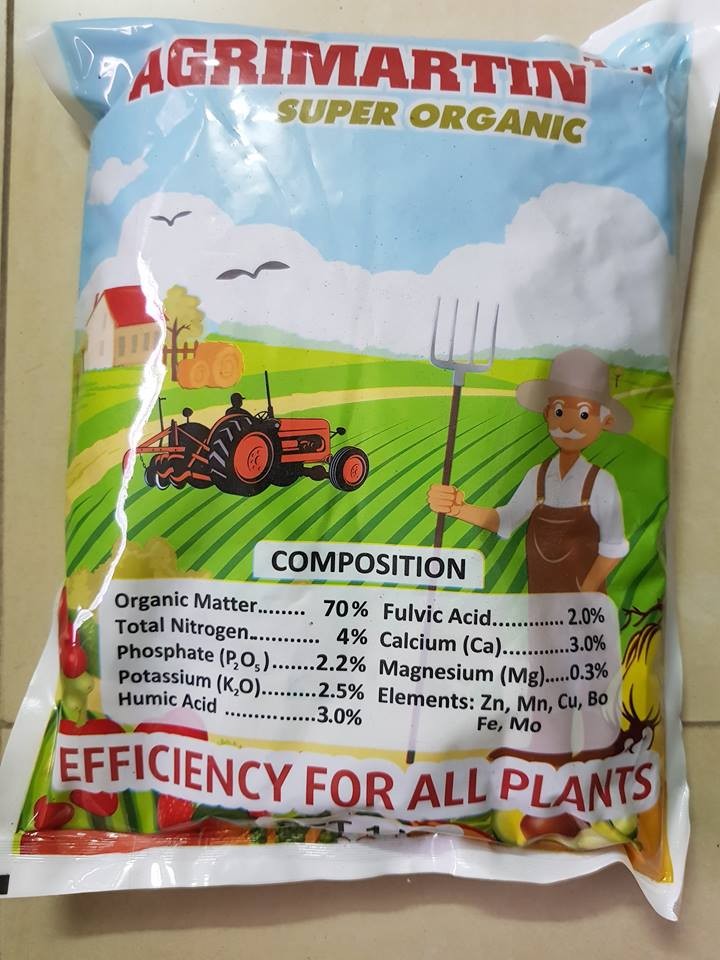 AGRIMARTIN
SUPER ORGANIC
COMPOSITION
Organic Matter........ 70%
Total Nitrogen........... 4%
Phosphate (P₂O₅).......2.2%
Potassium (K₂O).........2.5%
Humic Acid ...............3.0%
Fulvic Acid............. 2.0%
Calcium (Ca)...........3.0%
Magnesium (Mg).....0.3%
Elements: Zn, Mn, Cu, Bo
Fe, Mo
EFFICIENCY FOR ALL PLANTS